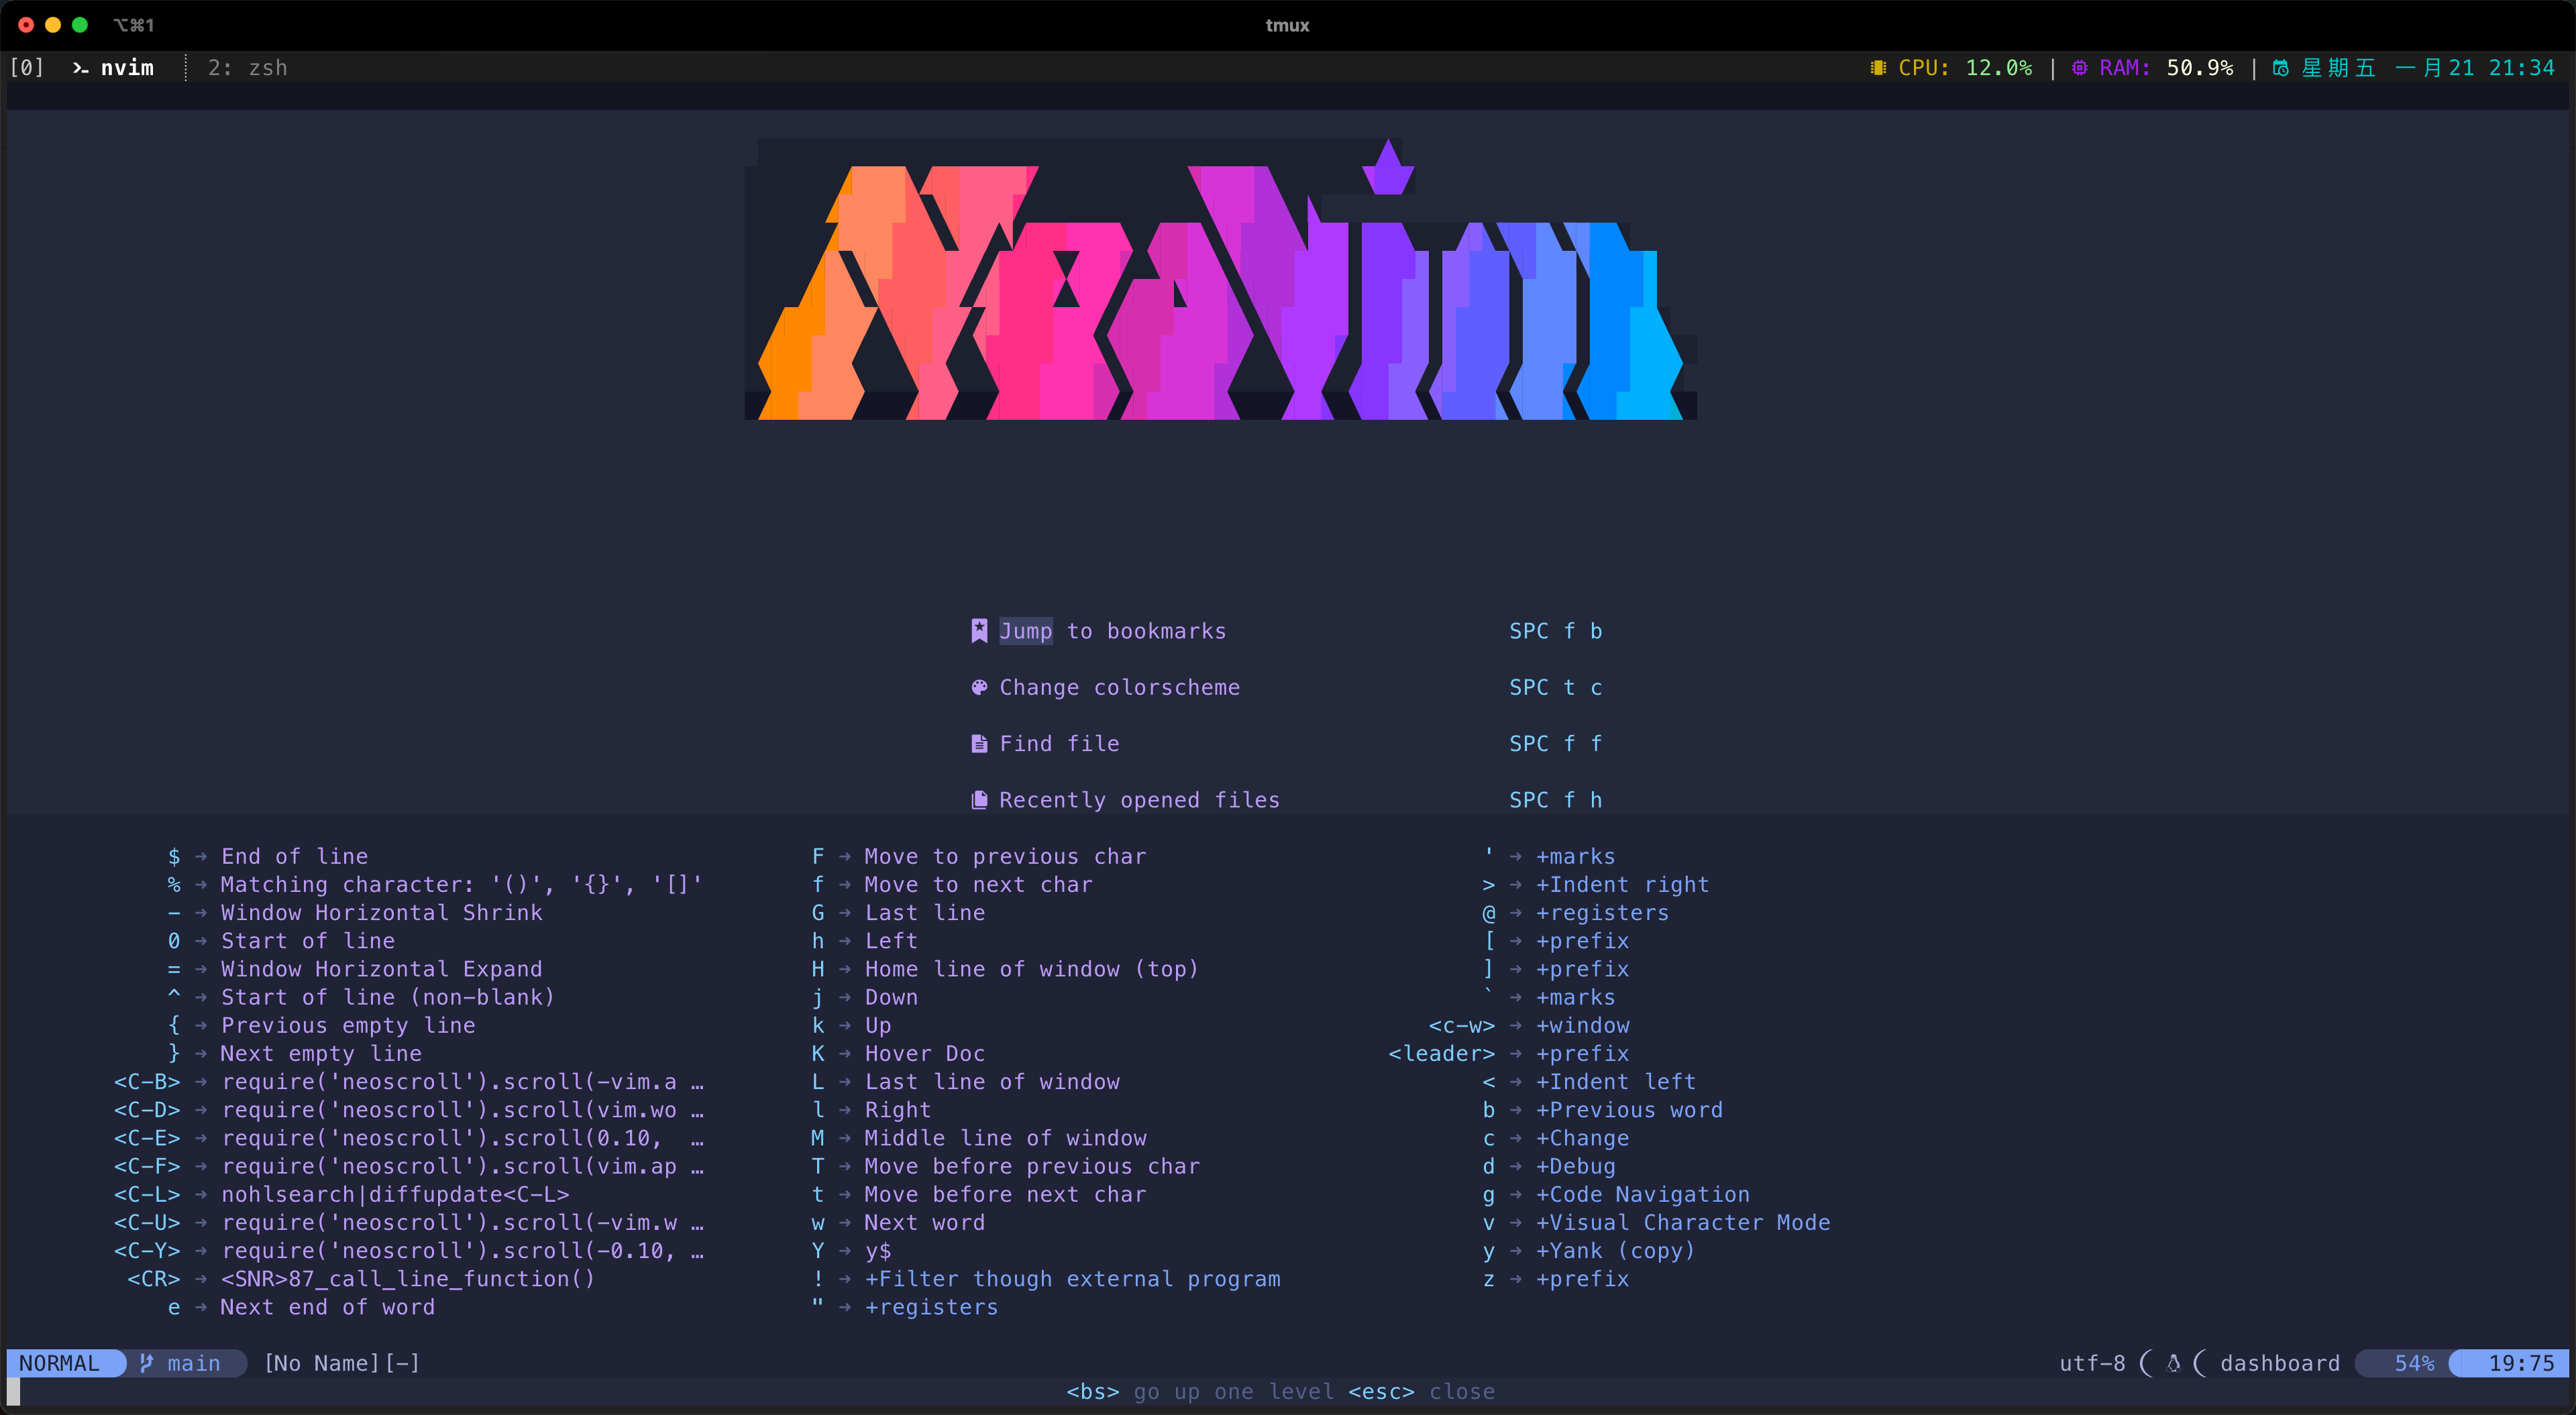 ⌥⌘1 tmux
[0] nvim 2: zsh CPU: 12.0% | RAM: 50.9% | 星期五 一月21 21:34
Jump to bookmarks SPC f b
Change colorscheme SPC t c
Find file SPC f f
Recently opened files SPC f h
$ → End of line F → Move to previous char ' → +marks
% → Matching character: '()', '{}', '[]' f → Move to next char > → +Indent right
- → Window Horizontal Shrink G → Last line @ → +registers
0 → Start of line h → Left [ → +prefix
= → Window Horizontal Expand H → Home line of window (top) ] → +prefix
^ → Start of line (non-blank) j → Down ` → +marks
{ → Previous empty line k → Up <c-w> → +window
} → Next empty line K → Hover Doc <leader> → +prefix
<C-B> → require('neoscroll').scroll(-vim.a … L → Last line of window < → +Indent left
<C-D> → require('neoscroll').scroll(vim.wo … l → Right b → +Previous word
<C-E> → require('neoscroll').scroll(0.10, … M → Middle line of window c → +Change
<C-F> → require('neoscroll').scroll(vim.ap … T → Move before previous char d → +Debug
<C-L> → nohlsearch|diffupdate<C-L> t → Move before next char g → +Code Navigation
<C-U> → require('neoscroll').scroll(-vim.w … w → Next word v → +Visual Character Mode
<C-Y> → require('neoscroll').scroll(-0.10, … Y → y$ y → +Yank (copy)
<CR> → <SNR>87_call_line_function() ! → +Filter though external program z → +prefix
e → Next end of word " → +registers
NORMAL main [No Name][-] utf-8 dashboard 54% 19:75
<bs> go up one level <esc> close